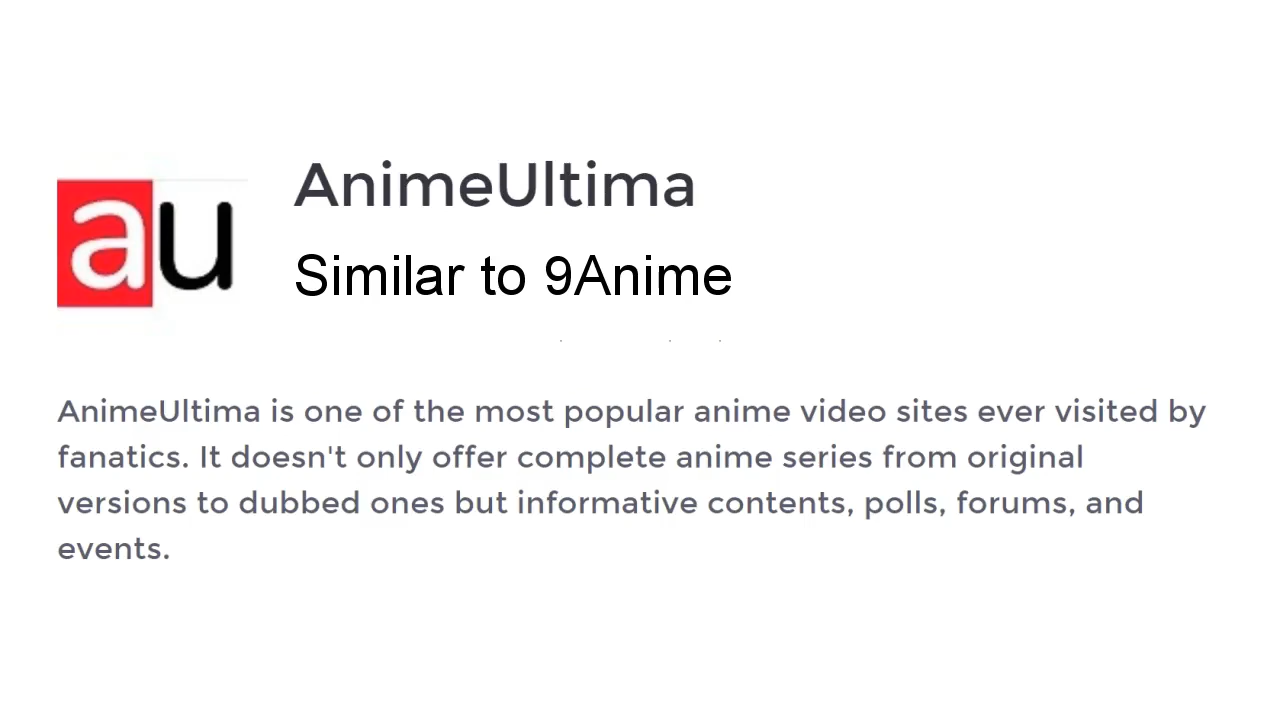 au
AnimeUltima
Similar to 9Anime
AnimeUltima is one of the most popular anime video sites ever visited by
fanatics. It doesn't only offer complete anime series from original
versions to dubbed ones but informative contents, polls, forums, and
events.